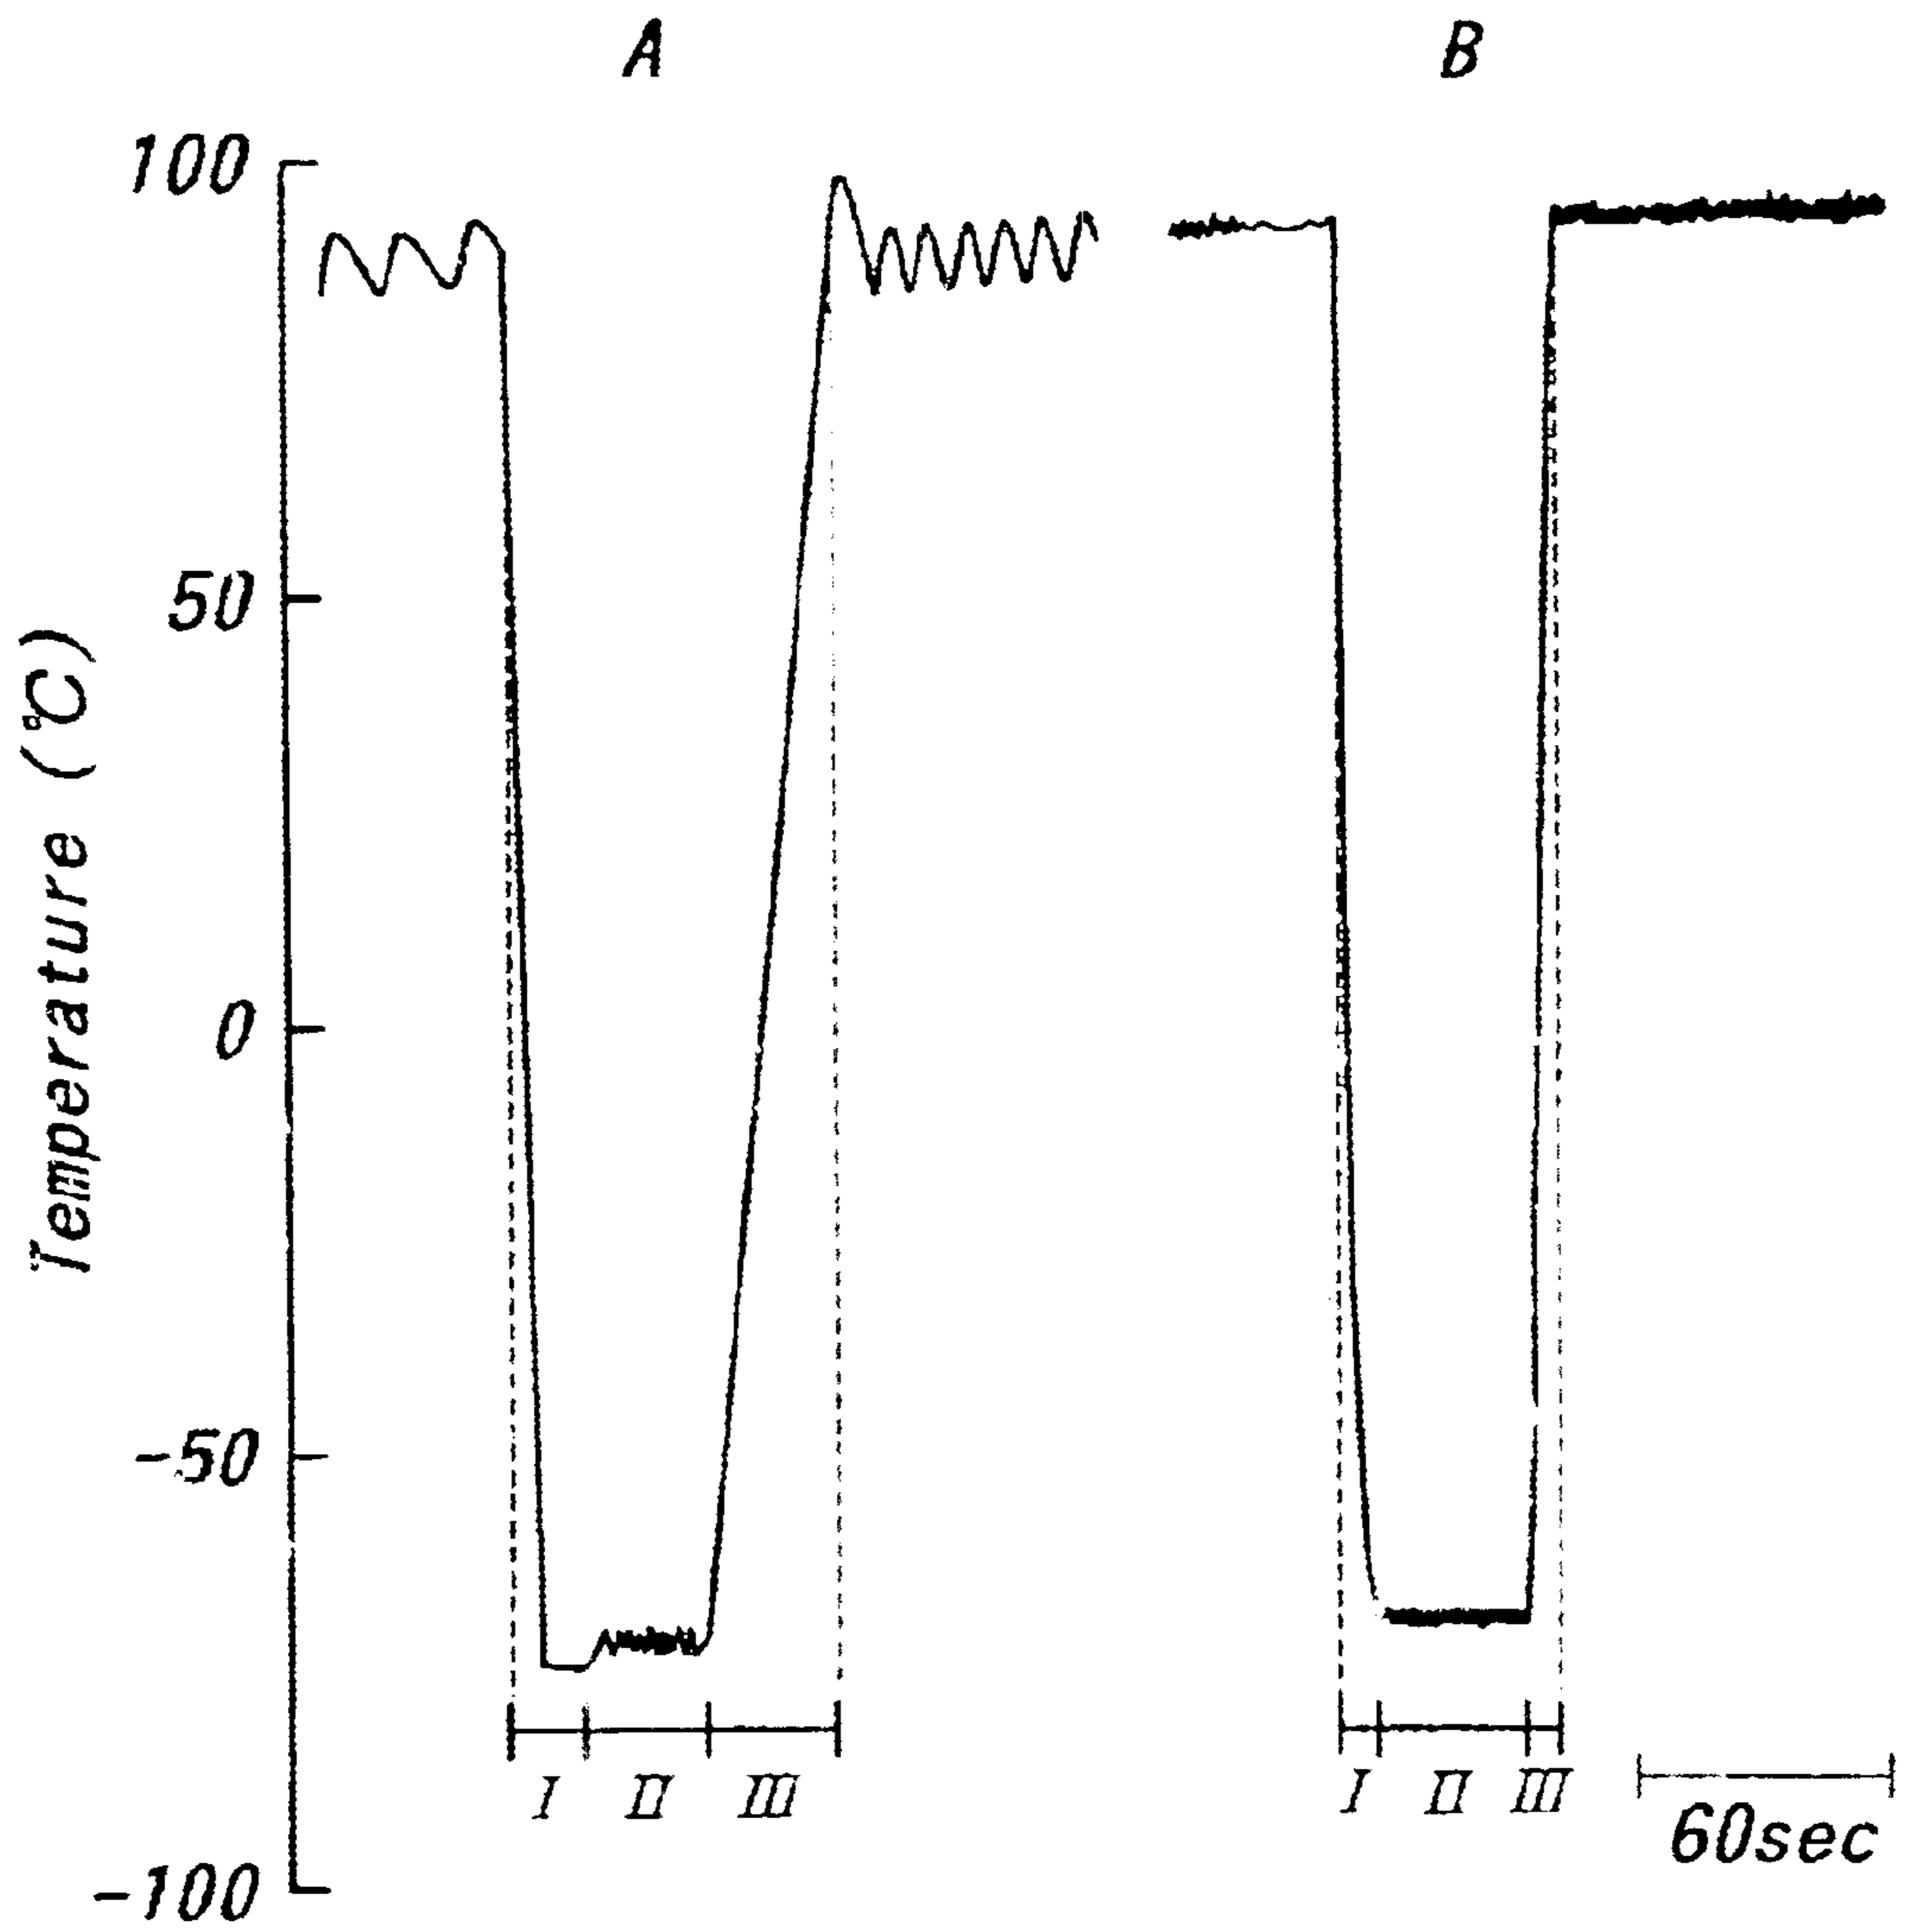 A
B
100
50
0
-50
-100
Temperature (°C)
I II III
I II III
60sec